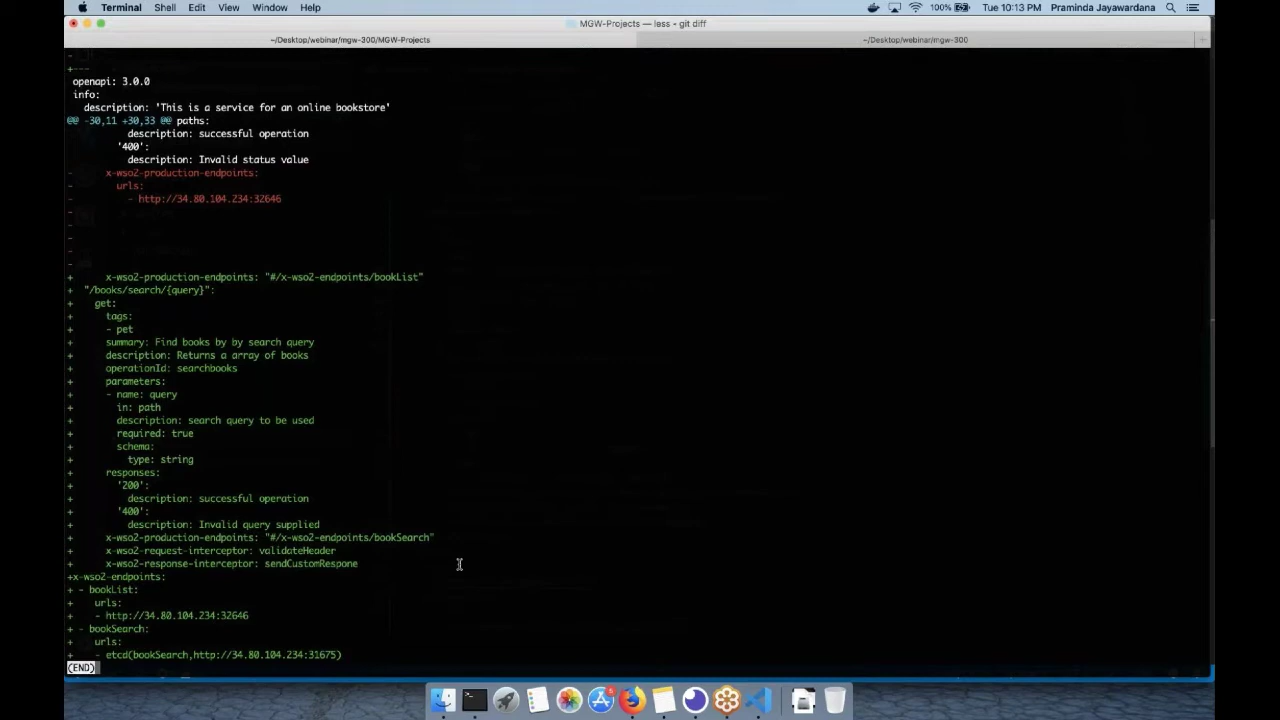 Terminal Shell Edit View Window Help 100% Tue 10:13 PM Praminda Jayawardana
MGW-Projects — less - git diff
~/Desktop/webinar/mgw-300/MGW-Projects ~/Desktop/webinar/mgw-300
-
+---
openapi: 3.0.0
info:
description: 'This is a service for an online bookstore'
@@ -30,11 +30,33 @@ paths:
description: successful operation
'400':
description: Invalid status value
- x-wso2-production-endpoints:
- urls:
- - http://34.80.104.234:32646
-
-
-
-
-
+ x-wso2-production-endpoints: "#/x-wso2-endpoints/bookList"
+ "/books/search/{query}":
+ get:
+ tags:
+ - pet
+ summary: Find books by by search query
+ description: Returns a array of books
+ operationId: searchbooks
+ parameters:
+ - name: query
+ in: path
+ description: search query to be used
+ required: true
+ schema:
+ type: string
+ responses:
+ '200':
+ description: successful operation
+ '400':
+ description: Invalid query supplied
+ x-wso2-production-endpoints: "#/x-wso2-endpoints/bookSearch"
+ x-wso2-request-interceptor: validateHeader
+ x-wso2-response-interceptor: sendCustomRespone
+x-wso2-endpoints:
+ - bookList:
+ urls:
+ - http://34.80.104.234:32646
+ - bookSearch:
+ urls:
+ - etcd(bookSearch,http://34.80.104.234:31675)
(END)